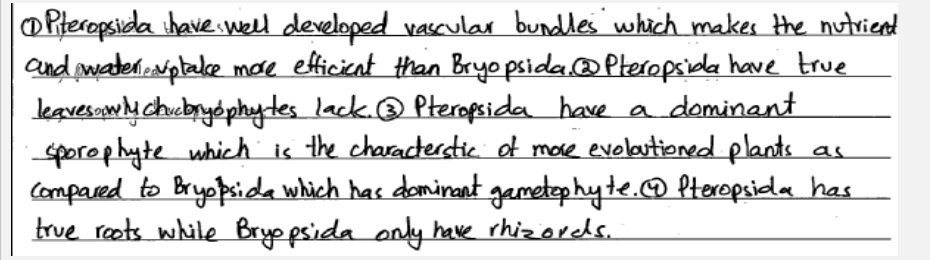 ① Pteropsida have well developed vascular bundles which makes the nutrient
and water uptake more efficient than Bryopsida. ② Pteropsida have true
leaves which bryophytes lack. ③ Pteropsida have a dominant
sporophyte which is the characterstic of more evoloutioned plants as
compared to Bryopsida which has dominant gametophyte. ④ Pteropsida has
true roots while Bryopsida only have rhizoids.